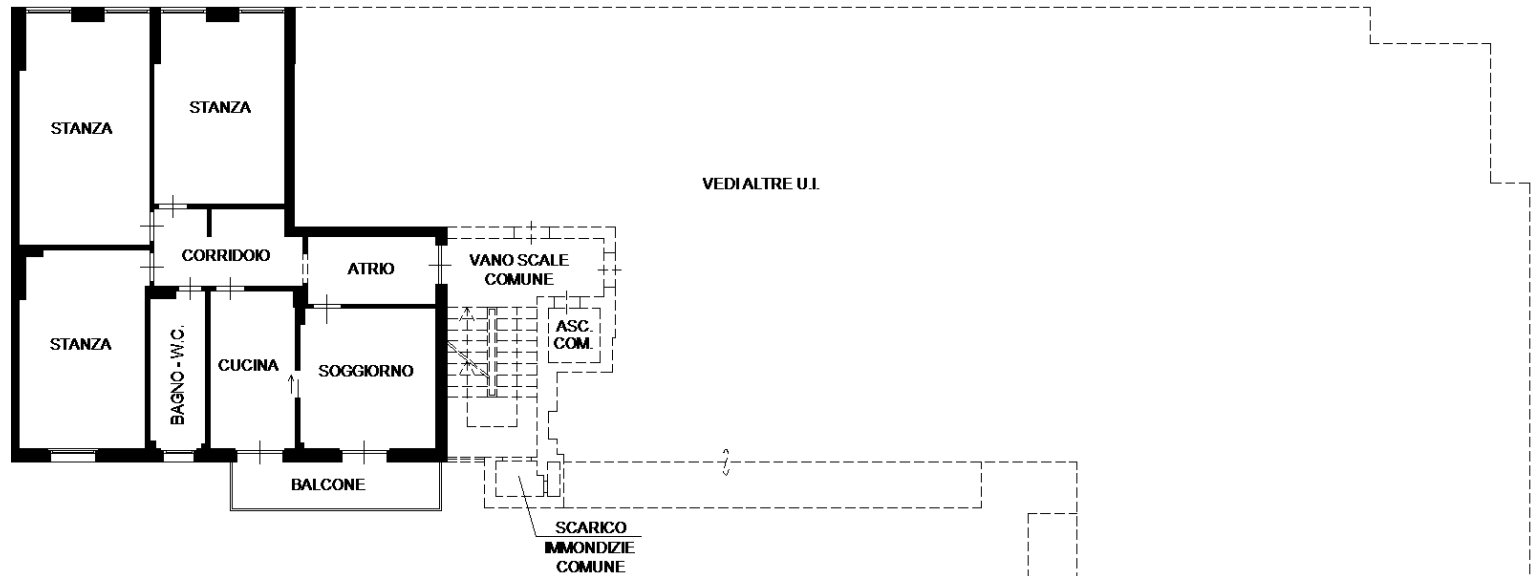 STANZA
STANZA
VEDI ALTRE U.I.
CORRIDOIO
ATRIO
VANO SCALE
COMUNE
STANZA
BAGNO - W.C.
CUCINA
SOGGIORNO
ASC.
COM.
BALCONE
SCARICO
IMMONDIZIE
COMUNE